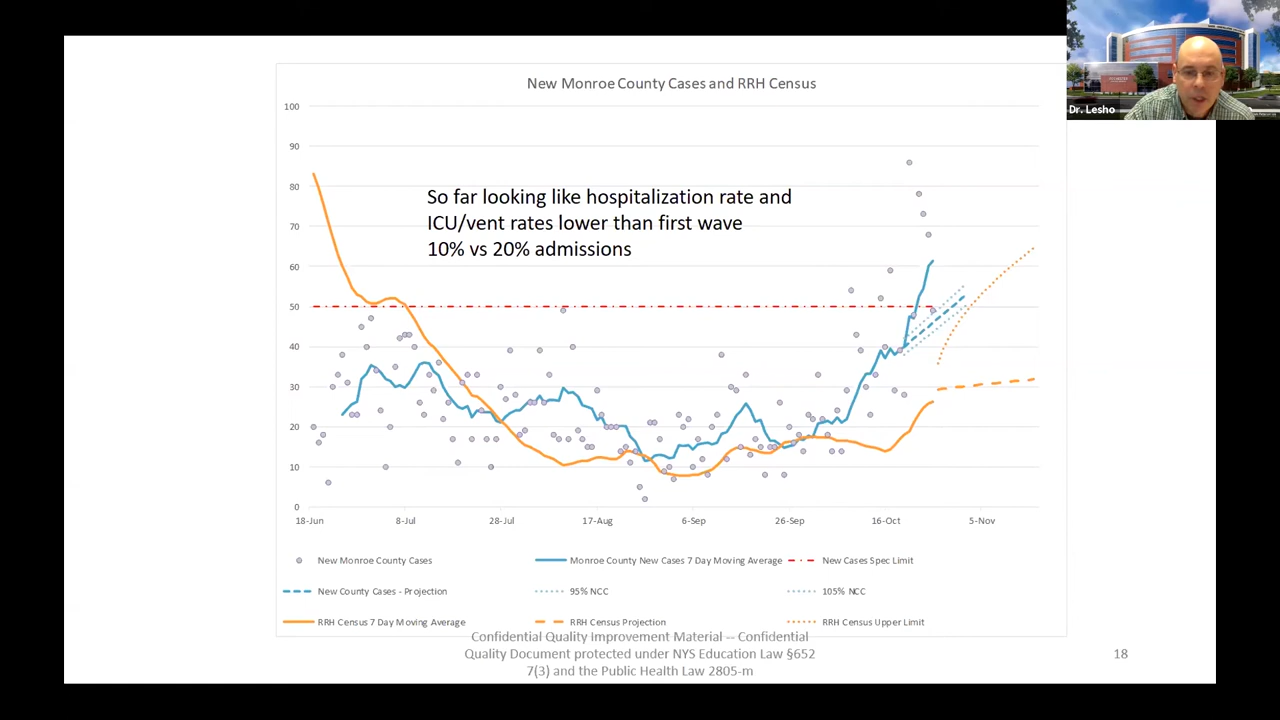 New Monroe County Cases and RRH Census
Dr. Lesho
100
90
80
70
60
50
40
30
20
10
0
So far looking like hospitalization rate and
ICU/vent rates lower than first wave
10% vs 20% admissions
18-Jun 8-Jul 28-Jul 17-Aug 6-Sep 26-Sep 16-Oct 5-Nov
New Monroe County Cases Monroe County New Cases 7 Day Moving Average New Cases Spec Limit
New County Cases - Projection 95% NCC 105% NCC
RRH Census 7 Day Moving Average RRH Census Projection RRH Census Upper Limit
Confidential Quality Improvement Material -- Confidential
Quality Document protected under NYS Education Law §652
7(3) and the Public Health Law 2805-m
18